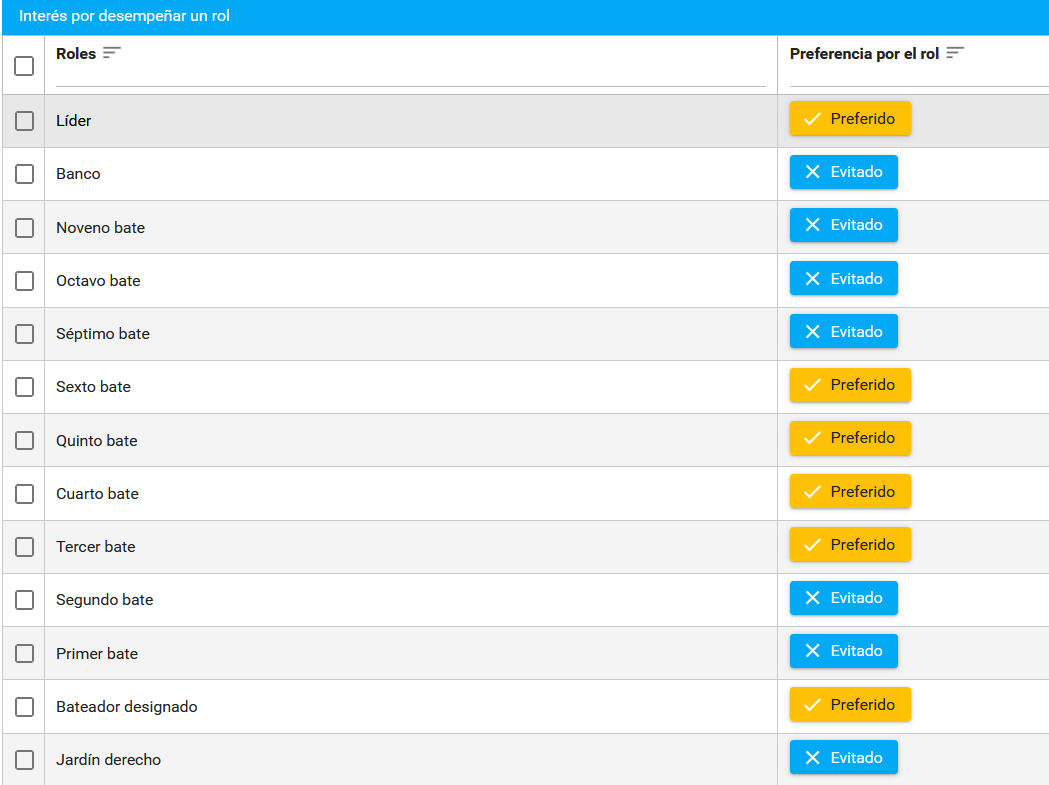 Interés por desempeñar un rol
Roles Preferencia por el rol
Líder Preferido
Banco Evitado
Noveno bate Evitado
Octavo bate Evitado
Séptimo bate Evitado
Sexto bate Preferido
Quinto bate Preferido
Cuarto bate Preferido
Tercer bate Preferido
Segundo bate Evitado
Primer bate Evitado
Bateador designado Preferido
Jardín derecho Evitado